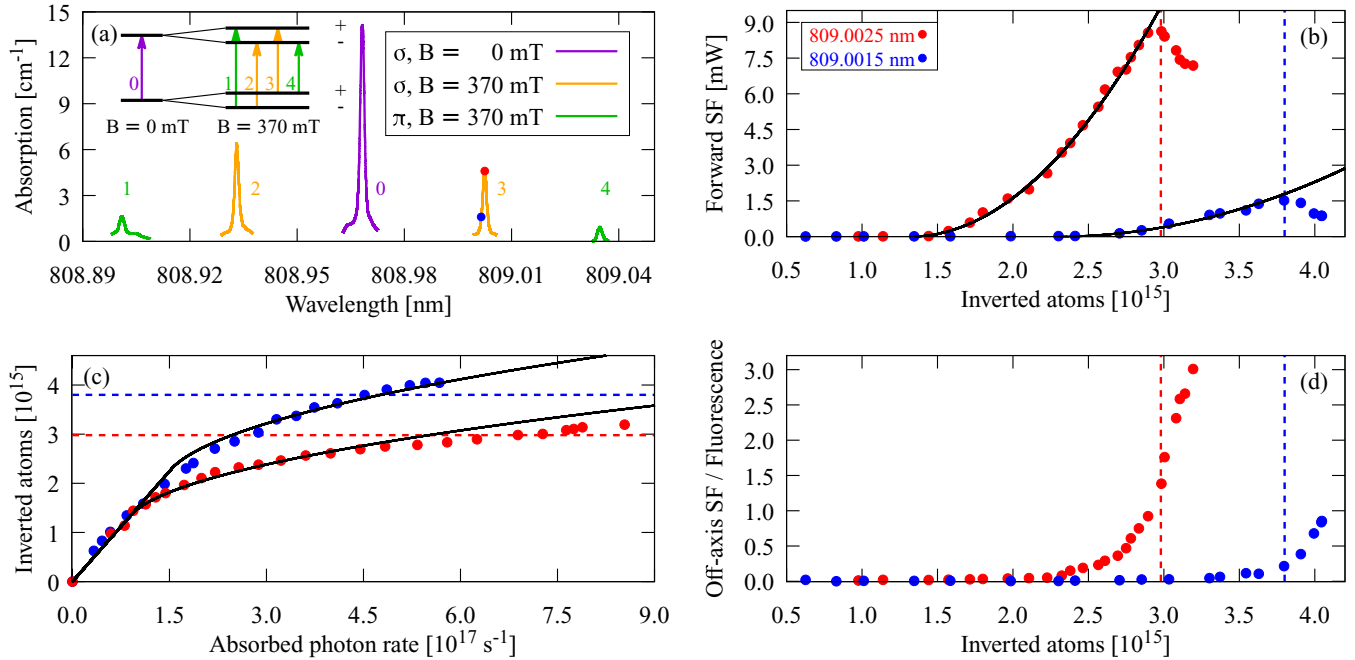 (a)
Absorption [cm⁻¹]
15
12
9
6
3
0
+
-
+
-
0
1 2 3 4
B = 0 mT B = 370 mT
σ, B = 0 mT
σ, B = 370 mT
π, B = 370 mT
1 2 0 3 4
808.89 808.92 808.95 808.98 809.01 809.04
Wavelength [nm]
(b)
809.0025 nm
809.0015 nm
Forward SF [mW]
9.0
7.5
6.0
4.5
3.0
1.5
0.0
0.5 1.0 1.5 2.0 2.5 3.0 3.5 4.0
Inverted atoms [10¹⁵]
(c)
Inverted atoms [10¹⁵]
4
3
2
1
0
0.0 1.5 3.0 4.5 6.0 7.5 9.0
Absorbed photon rate [10¹⁷ s⁻¹]
(d)
Off-axis SF / Fluorescence
3.0
2.5
2.0
1.5
1.0
0.5
0.0
0.5 1.0 1.5 2.0 2.5 3.0 3.5 4.0
Inverted atoms [10¹⁵]